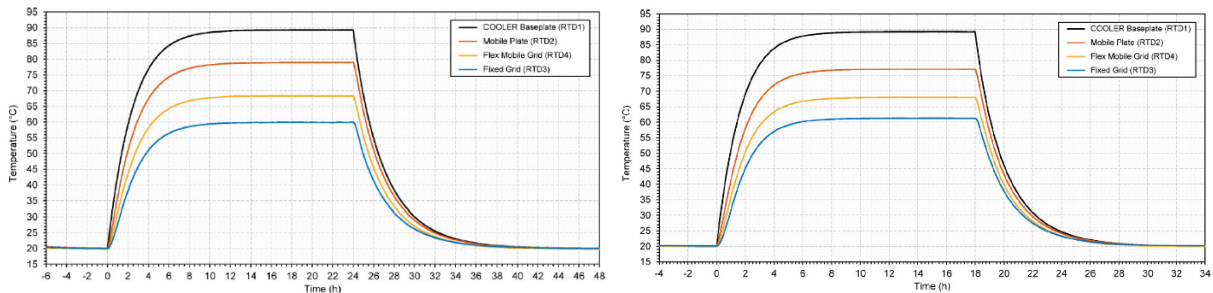 95
90
85
80
75
70
65
60
55
50
45
40
35
30
25
20
15
Temperature (°C)
COOLER Baseplate (RTD1)
Mobile Plate (RTD2)
Flex Mobile Grid (RTD4)
Fixed Grid (RTD3)
-6 -4 -2 0 2 4 6 8 10 12 14 16 18 20 22 24 26 28 30 32 34 36 38 40 42 44 46 48
Time (h)
95
90
85
80
75
70
65
60
55
50
45
40
35
30
25
20
15
Temperature (°C)
COOLER Baseplate (RTD1)
Mobile Plate (RTD2)
Flex Mobile Grid (RTD4)
Fixed Grid (RTD3)
-4 -2 0 2 4 6 8 10 12 14 16 18 20 22 24 26 28 30 32 34
Time (h)